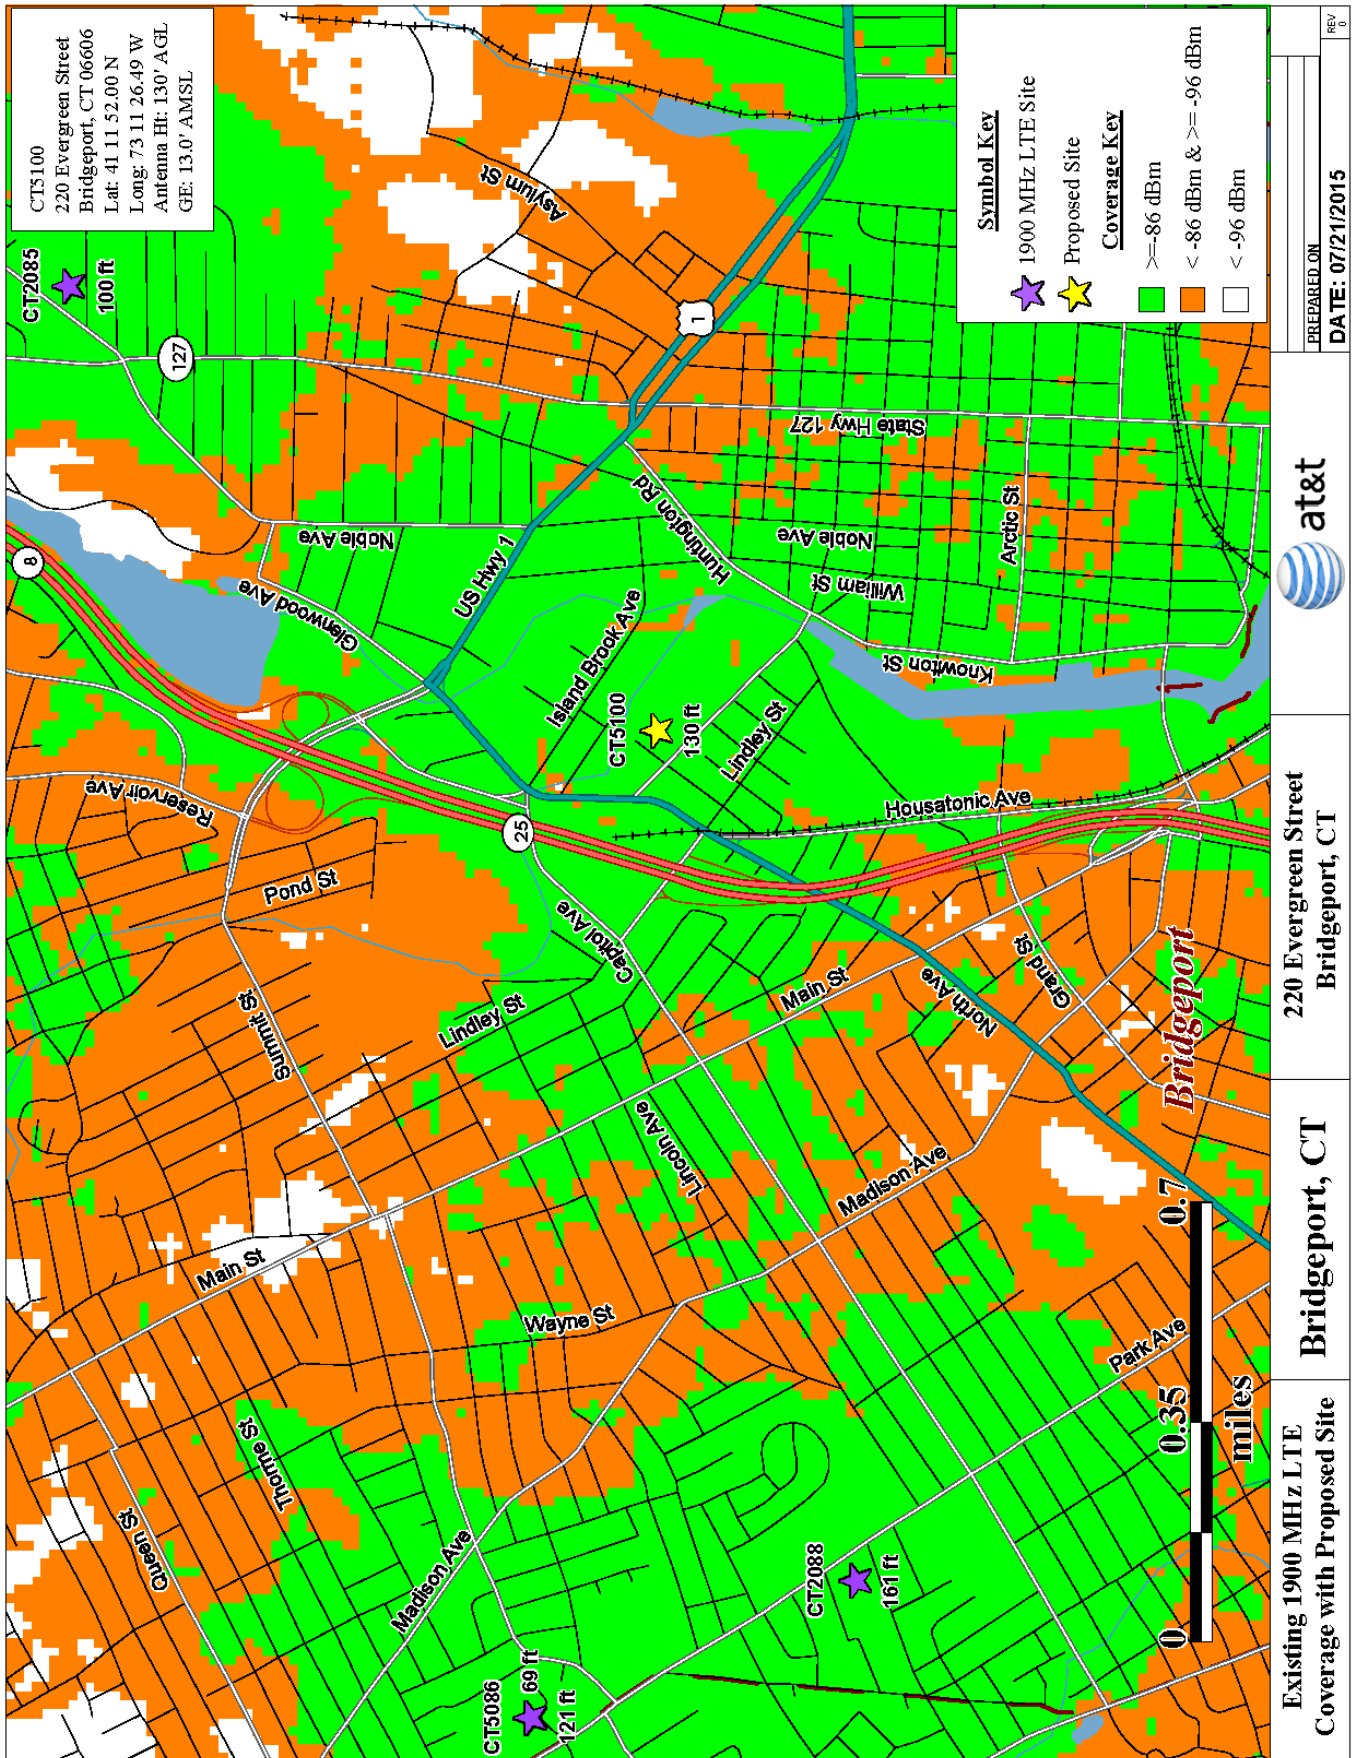 CT5100
220 Evergreen Street
Bridgeport, CT 06606
Lat: 41 11 52.00 N
Long: 73 11 26.49 W
Antenna Ht: 130' AGL
GE: 13.0' AMSL
CT2085
100 ft
127
8
Asylum St
1
Noble Ave
Glenwood Ave
US Hwy 1
Huntington Rd
State Hwy 127
Noble Ave
William St
Arctic St
Knowlton St
Island Brook Ave
CT5100
130 ft
Lindley St
Housatonic Ave
25
Reservoir Ave
Pond St
Summit St
Lindley St
Capitol Ave
Main St
North Ave
Grand St
Bridgeport
Lincoln Ave
Madison Ave
Main St
Wayne St
Park Ave
Thorme St
Queen St
Madison Ave
CT5086
69 ft
121 ft
CT2088
161 ft
0
0.35
0.7
miles
Symbol Key
1900 MHz LTE Site
Proposed Site
Coverage Key
>=-86 dBm
< -86 dBm & >= -96 dBm
< -96 dBm
Existing 1900 MHz LTE
Coverage with Proposed Site
Bridgeport, CT
220 Evergreen Street
Bridgeport, CT
at&t
PREPARED ON
DATE: 07/21/2015
REV
0